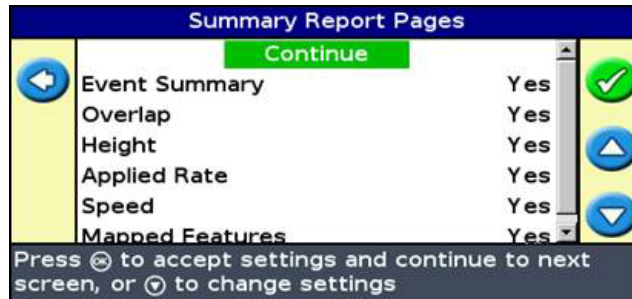 Summary Report Pages
Continue
Event Summary Yes
Overlap Yes
Height Yes
Applied Rate Yes
Speed Yes
Mapped Features Yes
Press to accept settings and continue to next
screen, or to change settings